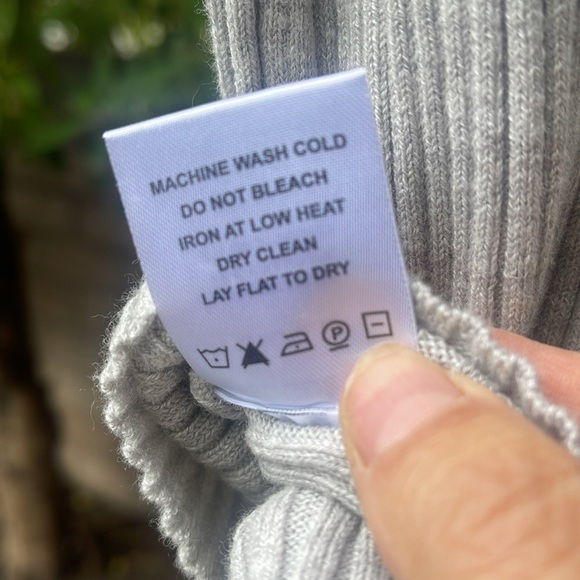 MACHINE WASH COLD
DO NOT BLEACH
IRON AT LOW HEAT
DRY CLEAN
LAY FLAT TO DRY
P